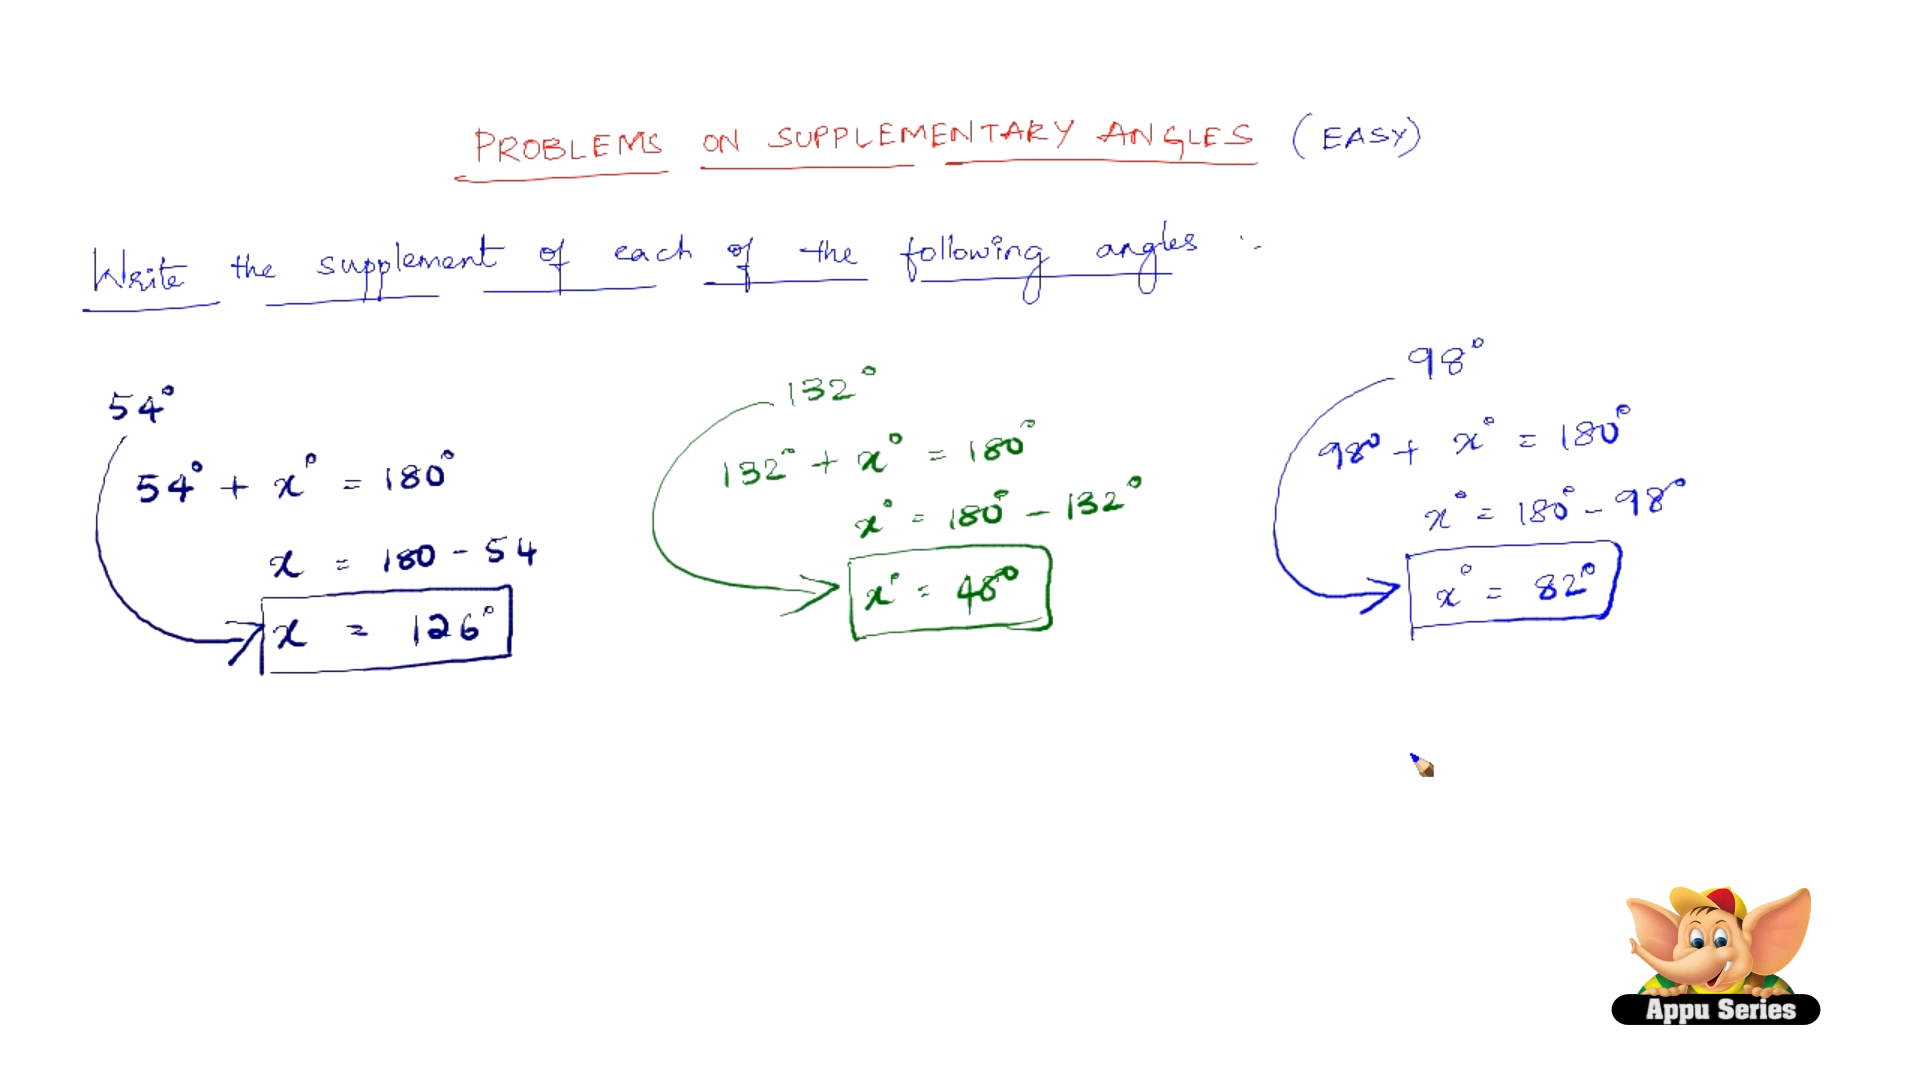 PROBLEMS ON SUPPLEMENTARY ANGLES (EASY)
Write the supplement of each of the following angles :-
54°
54° + x° = 180°
x = 180 - 54
x = 126°
132°
132° + x° = 180°
x° = 180° - 132°
x° = 48°
98°
98° + x° = 180°
x° = 180° - 98°
x° = 82°
Appu Series